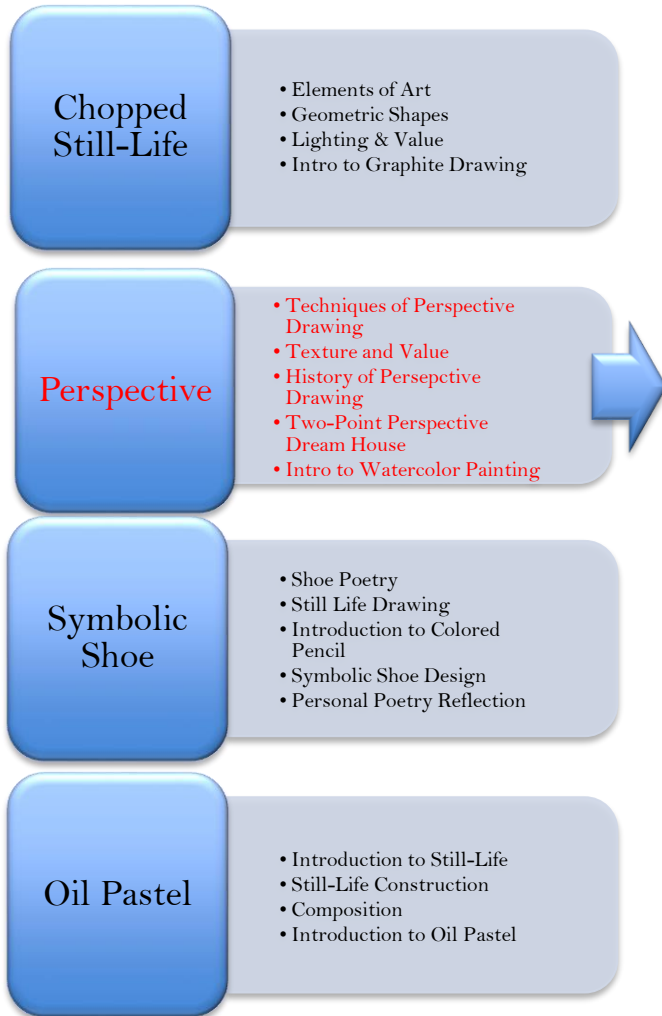 Chopped
Still-Life
• Elements of Art
• Geometric Shapes
• Lighting & Value
• Intro to Graphite Drawing
Perspective
• Techniques of Perspective
Drawing
• Texture and Value
• History of Persepctive
Drawing
• Two-Point Perspective
Dream House
• Intro to Watercolor Painting
Symbolic
Shoe
• Shoe Poetry
• Still Life Drawing
• Introduction to Colored
Pencil
• Symbolic Shoe Design
• Personal Poetry Reflection
Oil Pastel
• Introduction to Still-Life
• Still-Life Construction
• Composition
• Introduction to Oil Pastel